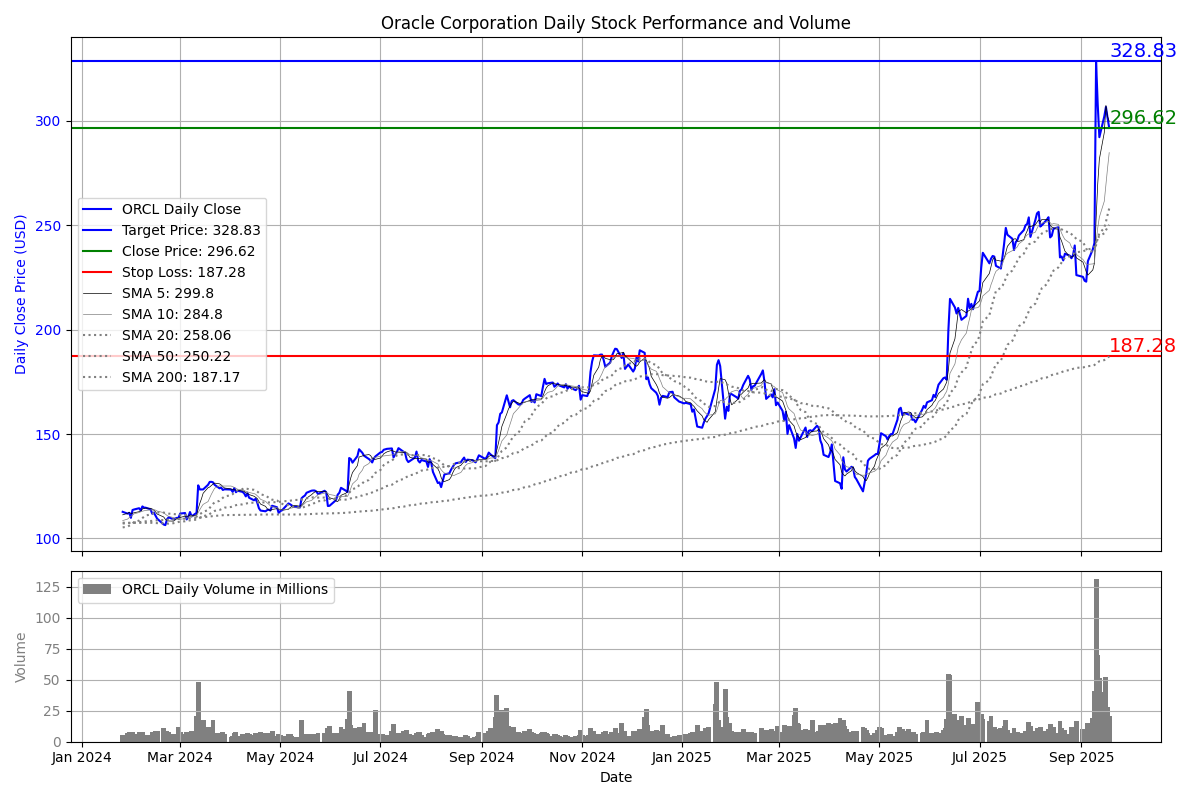 Oracle Corporation Daily Stock Performance and Volume
328.83
300
296.62
ORCL Daily Close
Target Price: 328.83
Close Price: 296.62
Stop Loss: 187.28
SMA 5: 299.8
SMA 10: 284.8
SMA 20: 258.06
SMA 50: 250.22
SMA 200: 187.17
250
200
187.28
150
100
Daily Close Price (USD)
ORCL Daily Volume in Millions
125
100
75
50
25
0
Volume
Jan 2024 Mar 2024 May 2024 Jul 2024 Sep 2024 Nov 2024 Jan 2025 Mar 2025 May 2025 Jul 2025 Sep 2025
Date